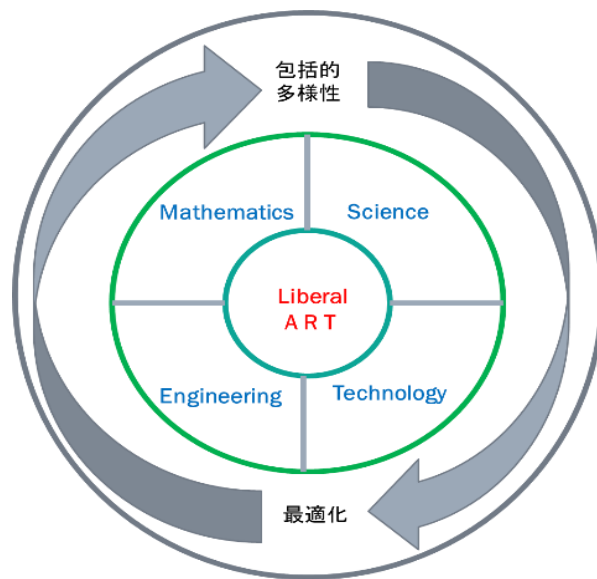 包括的
多様性
Mathematics
Science
Liberal
ＡＲＴ
Engineering
Technology
最適化